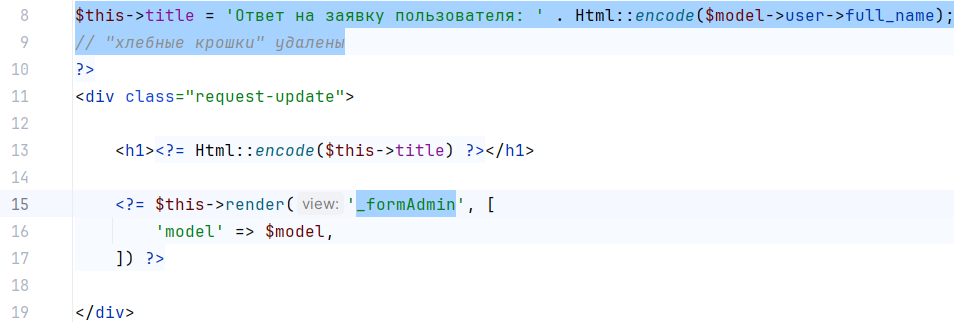 8 $this->title = 'Ответ на заявку пользователя: ' . Html::encode($model->user->full_name);
9 // "хлебные крошки" удалены
10 ?>
11 <div class="request-update">
12
13     <h1><?= Html::encode($this->title) ?></h1>
14
15     <?= $this->render( view: '_formAdmin', [
16         'model' => $model,
17     ]) ?>
18
19 </div>